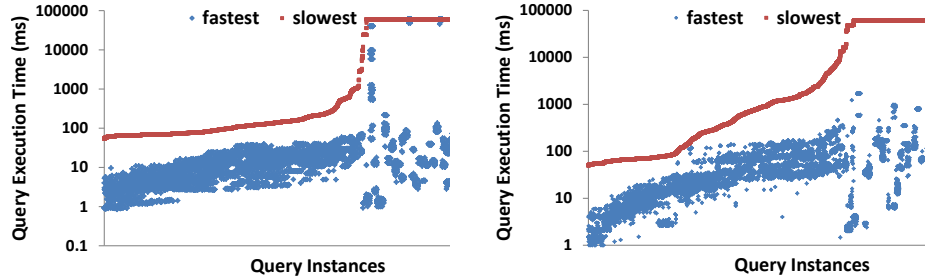 fastest slowest
Query Execution Time (ms)
100000
10000
1000
100
10
1
0.1
Query Instances
fastest slowest
Query Execution Time (ms)
100000
10000
1000
100
10
1
Query Instances